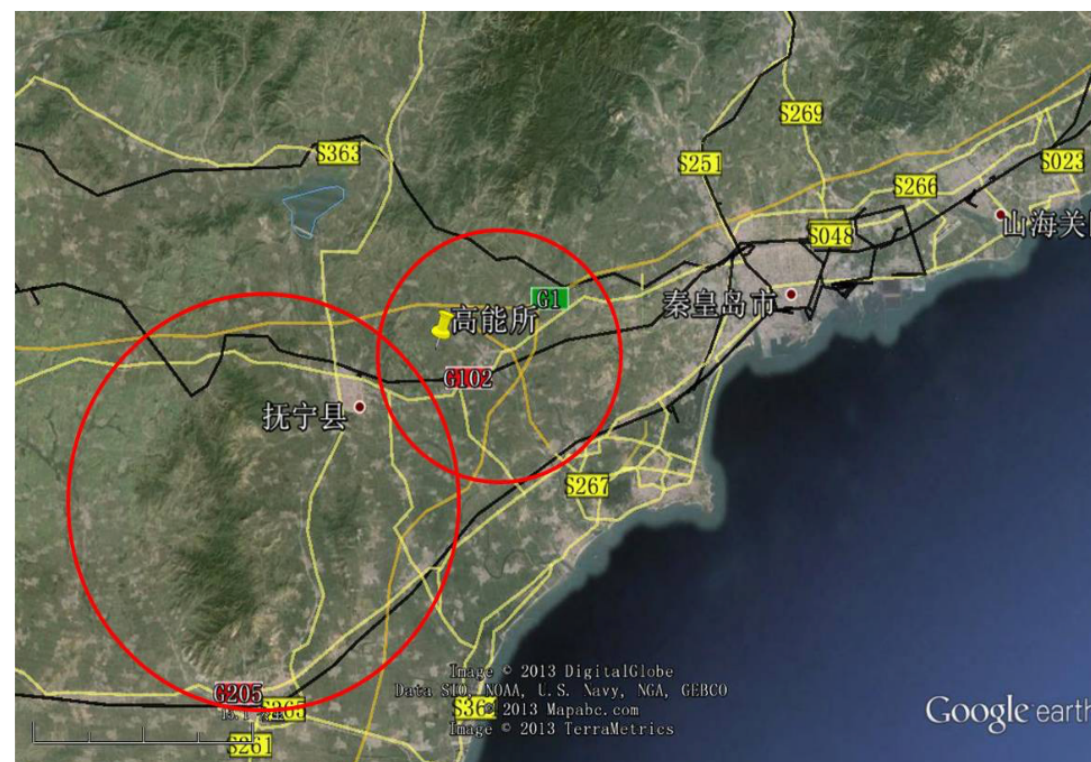 S269
S363
S251
S023
S266
山海关
S048
G1
秦皇岛市
高能所
G102
抚宁县
S267
Image © 2013 DigitalGlobe
Data SIO, NOAA, U.S. Navy, NGA, GEBCO
© 2013 Mapabc.com
Image © 2013 TerraMetrics
G205
S365
S261
Google earth